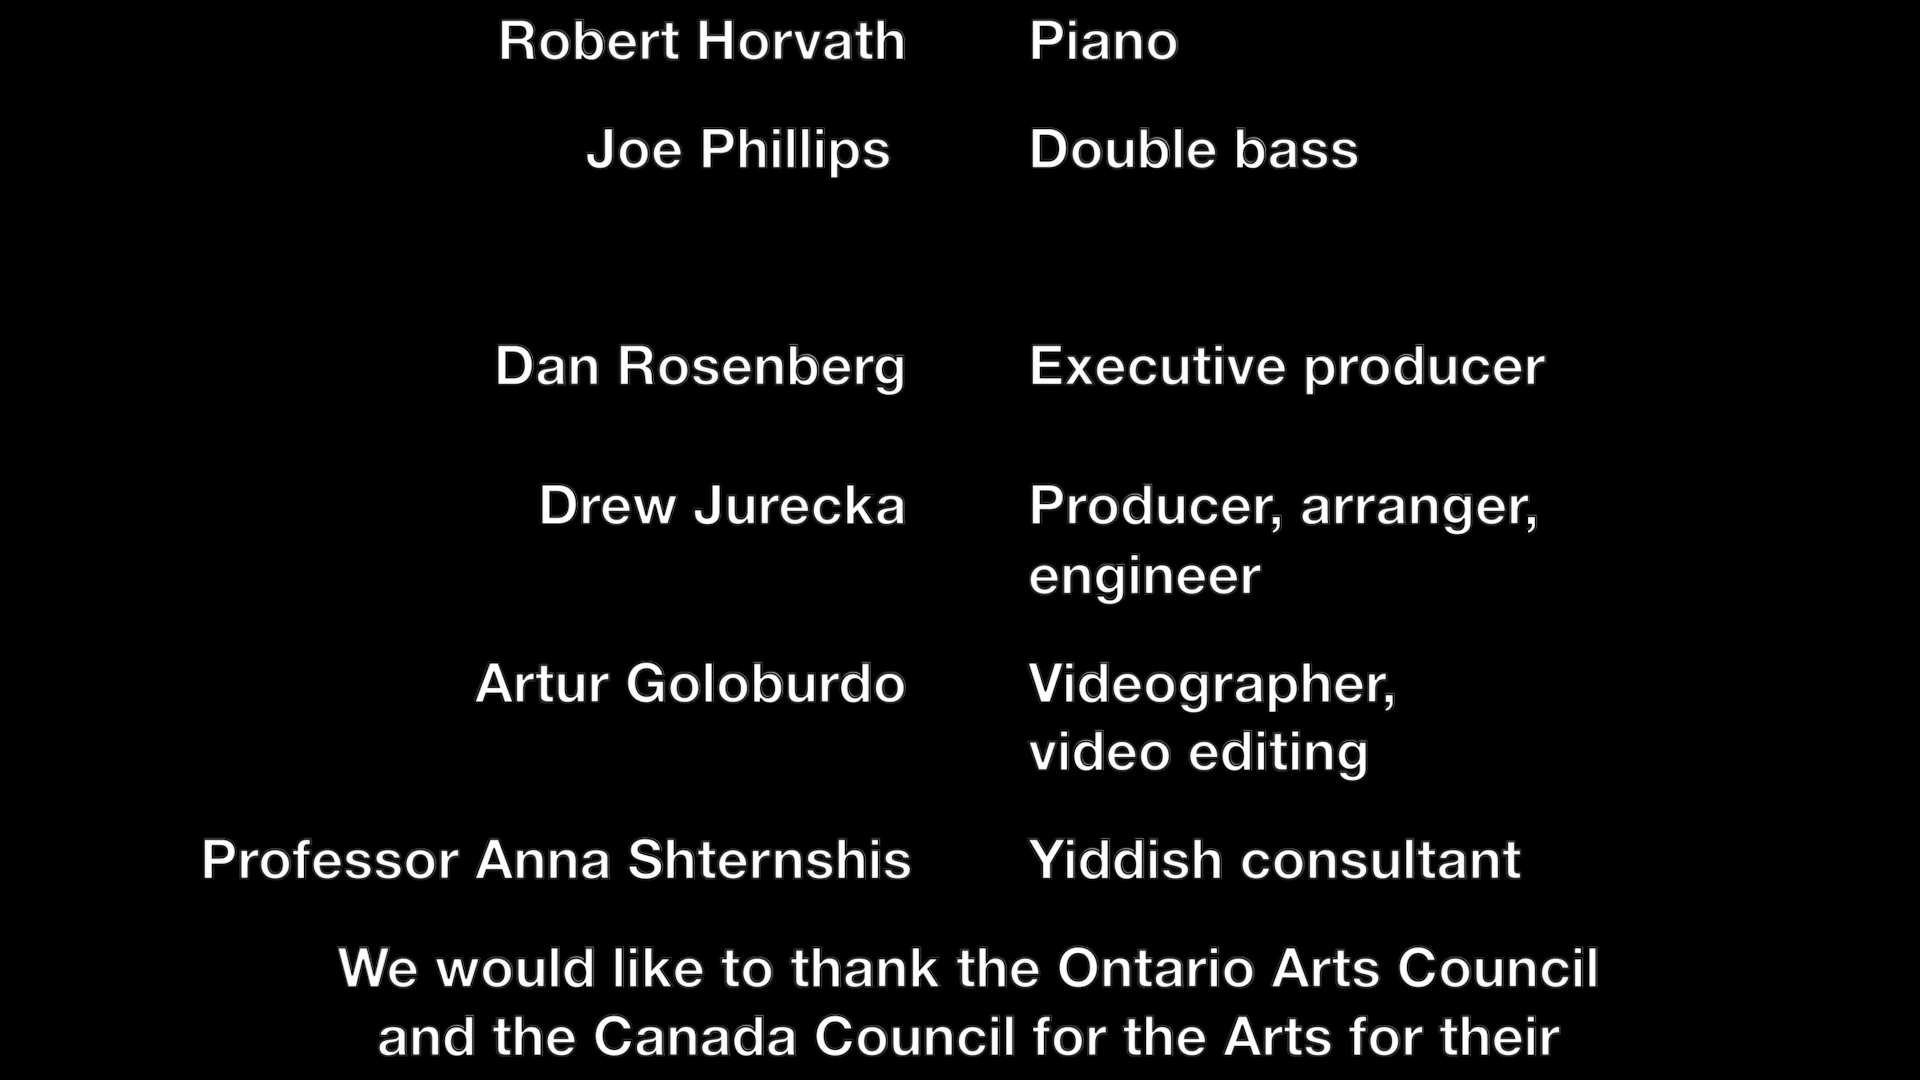 Robert Horvath Piano
Joe Phillips Double bass
Dan Rosenberg Executive producer
Drew Jurecka Producer, arranger,
engineer
Artur Goloburdo Videographer,
video editing
Professor Anna Shternshis Yiddish consultant
We would like to thank the Ontario Arts Council
and the Canada Council for the Arts for their